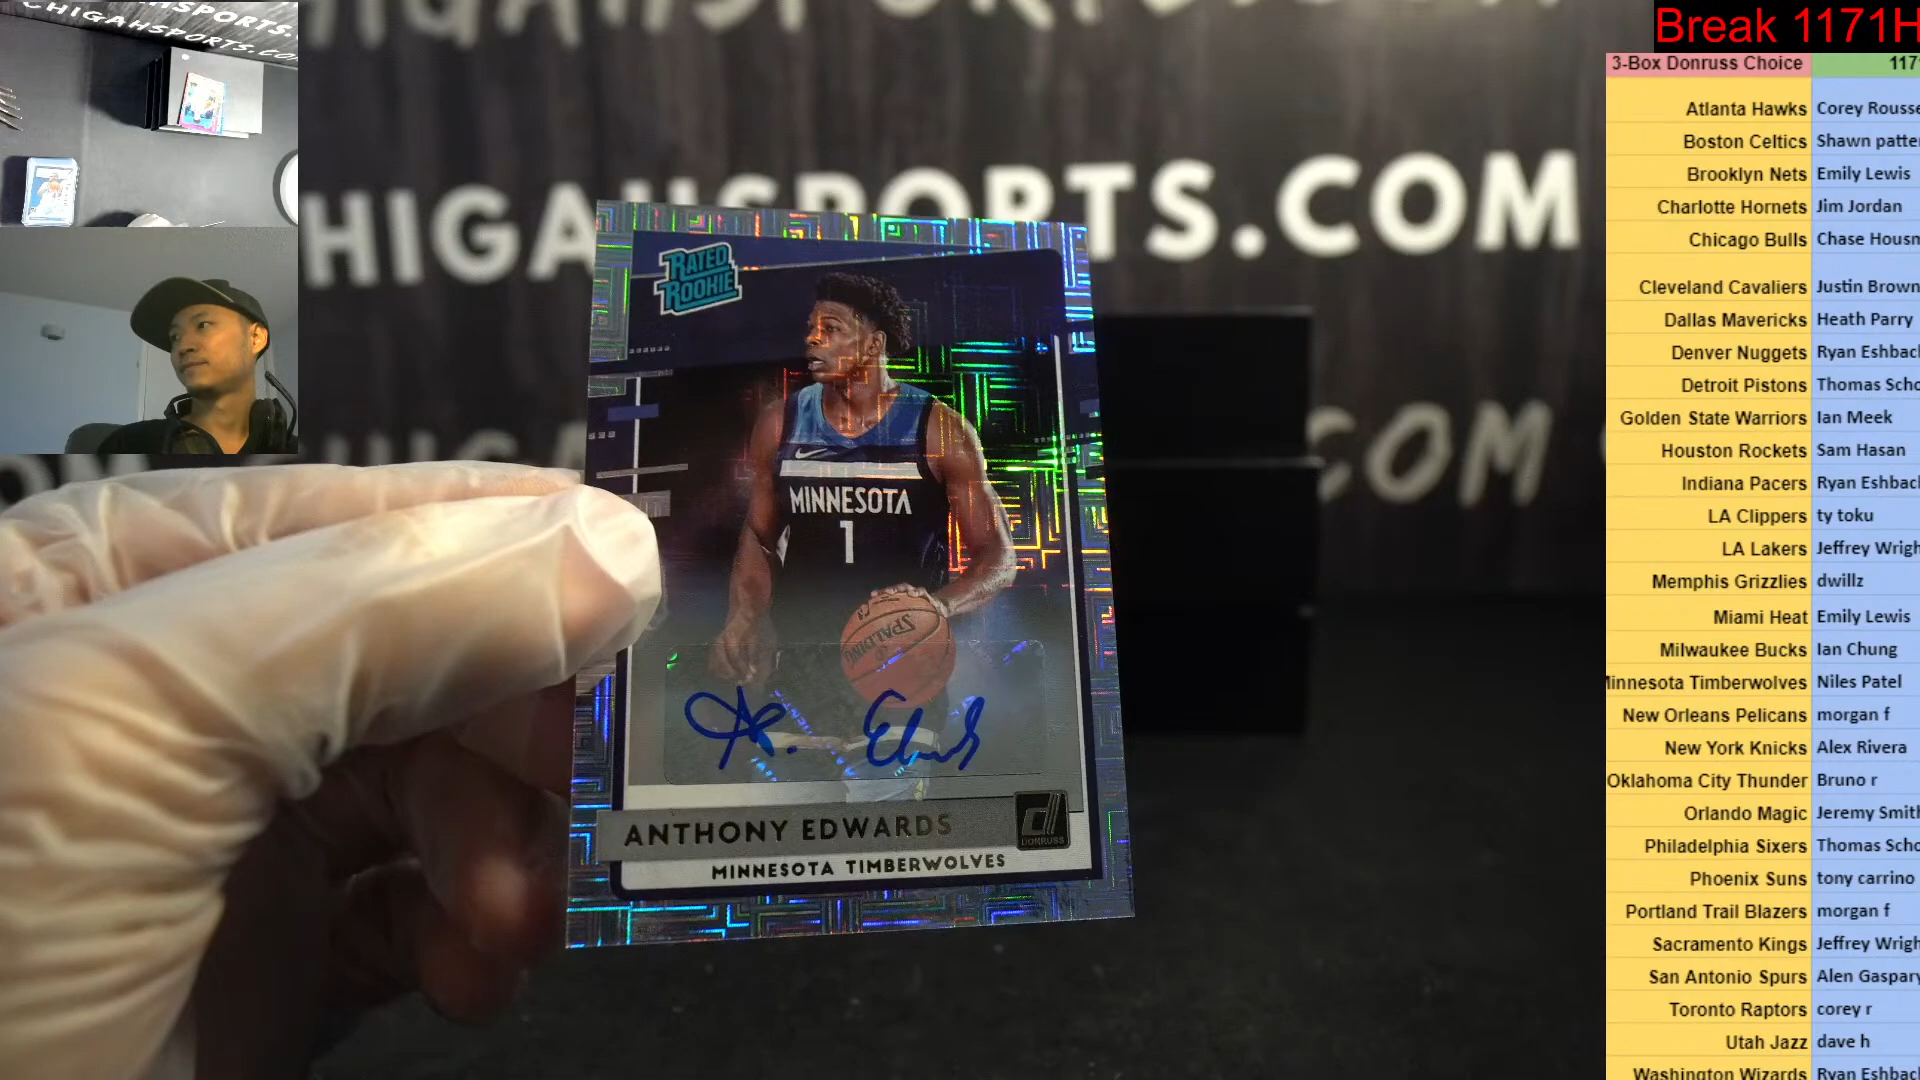 CHIGAHSPORTS.
CHIGAHSPORTS.CO
Break 1171H
3-Box Donruss Choice
Atlanta Hawks Corey Rousse
Boston Celtics Shawn patte
Brooklyn Nets Emily Lewis
Charlotte Hornets Jim Jordan
Chicago Bulls Chase Housm
Cleveland Cavaliers Justin Brown
Dallas Mavericks Heath Parry
Denver Nuggets Ryan Eshbac
Detroit Pistons Thomas Scho
Golden State Warriors Ian Meek
Houston Rockets Sam Hasan
Indiana Pacers Ryan Eshbac
LA Clippers ty toku
LA Lakers Jeffrey Wrigh
Memphis Grizzlies dwillz
Miami Heat Emily Lewis
Milwaukee Bucks Ian Chung
Minnesota Timberwolves Niles Patel
New Orleans Pelicans morgan f
New York Knicks Alex Rivera
Oklahoma City Thunder Bruno r
Orlando Magic Jeremy Smith
Philadelphia Sixers Thomas Scho
Phoenix Suns tony carrino
Portland Trail Blazers morgan f
Sacramento Kings Jeffrey Wrigh
San Antonio Spurs Alen Gaspary
Toronto Raptors corey r
Utah Jazz dave h
Washington Wizards Ryan Eshbac
HIGAHSPORTS.COM
COM
RATED
ROOKIE
MINNESOTA
1
SPALDING
ANTHONY EDWARDS
DONRUSS
MINNESOTA TIMBERWOLVES